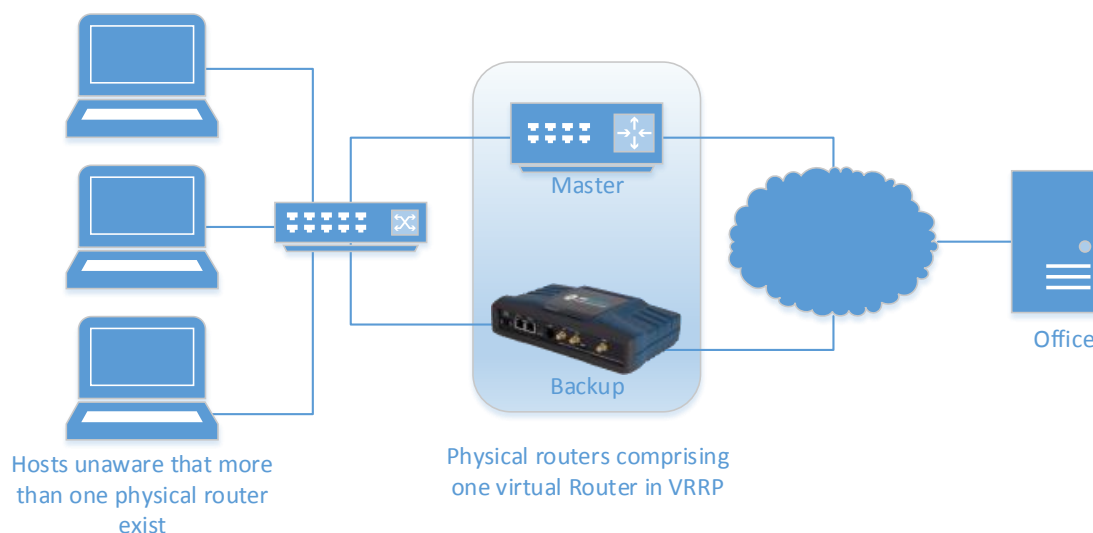 Master
Backup
Office
Hosts unaware that more
than one physical router
exist
Physical routers comprising
one virtual Router in VRRP